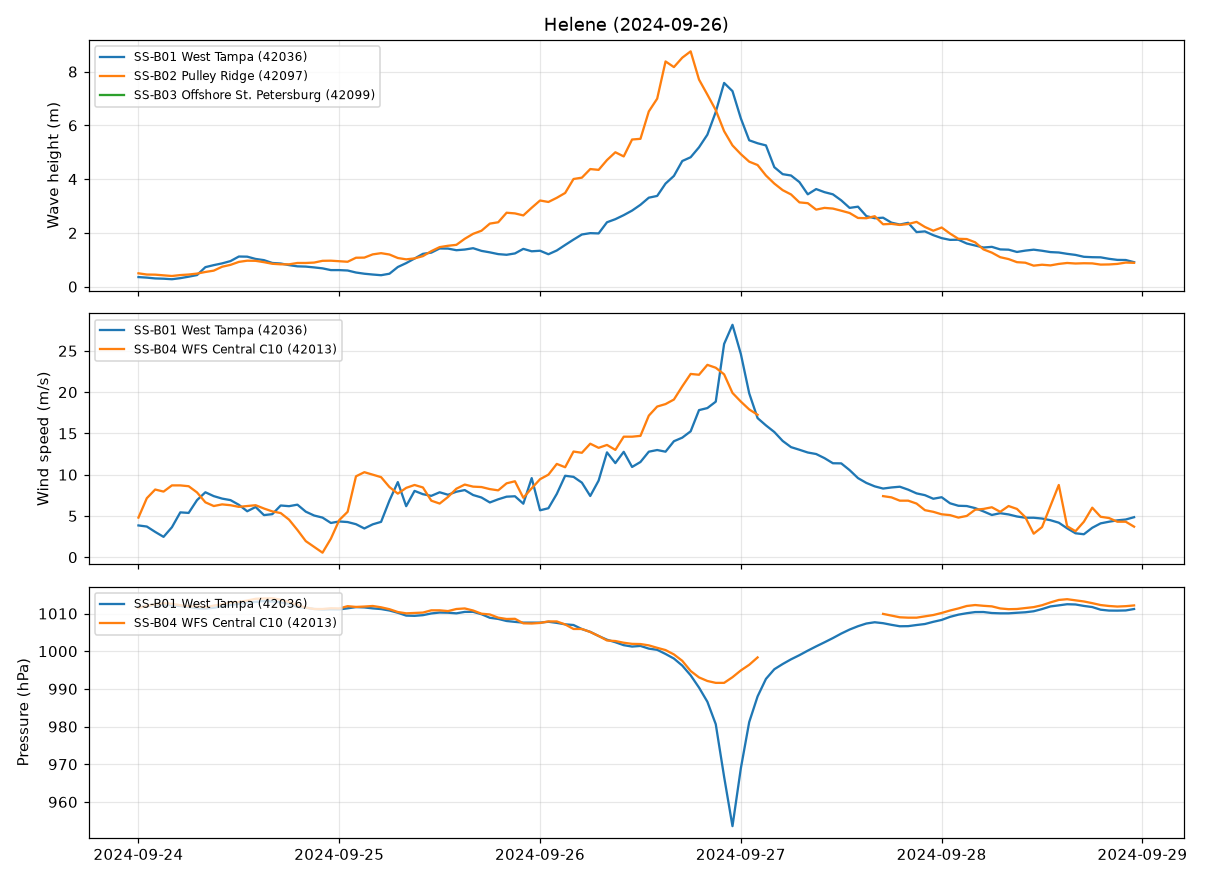 Helene (2024-09-26)
Wave height (m)
8
6
4
2
0
SS-B01 West Tampa (42036)
SS-B02 Pulley Ridge (42097)
SS-B03 Offshore St. Petersburg (42099)
Wind speed (m/s)
25
20
15
10
5
0
SS-B01 West Tampa (42036)
SS-B04 WFS Central C10 (42013)
Pressure (hPa)
1010
1000
990
980
970
960
SS-B01 West Tampa (42036)
SS-B04 WFS Central C10 (42013)
2024-09-24
2024-09-25
2024-09-26
2024-09-27
2024-09-28
2024-09-29